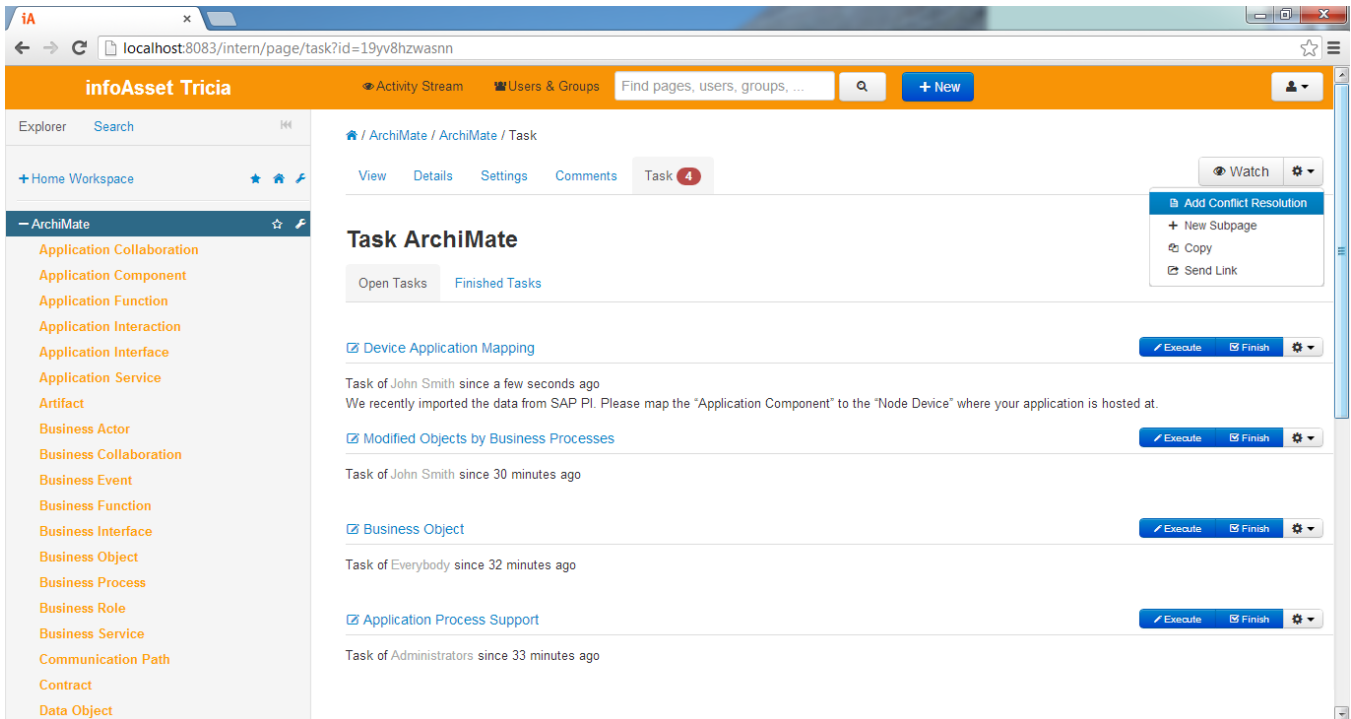 iA
localhost:8083/intern/page/task?id=19yv8hzwasnn
infoAsset Tricia
Activity Stream
Users & Groups
Find pages, users, groups, ...
+ New
Explorer
Search
+ Home Workspace
− ArchiMate
Application Collaboration
Application Component
Application Function
Application Interaction
Application Interface
Application Service
Artifact
Business Actor
Business Collaboration
Business Event
Business Function
Business Interface
Business Object
Business Process
Business Role
Business Service
Communication Path
Contract
Data Object
/ ArchiMate / ArchiMate / Task
View
Details
Settings
Comments
Task 4
Watch
Add Conflict Resolution
+ New Subpage
Copy
Send Link
Task ArchiMate
Open Tasks
Finished Tasks
Device Application Mapping
Execute
Finish
Task of John Smith since a few seconds ago
We recently imported the data from SAP PI. Please map the “Application Component” to the “Node Device” where your application is hosted at.
Modified Objects by Business Processes
Execute
Finish
Task of John Smith since 30 minutes ago
Business Object
Execute
Finish
Task of Everybody since 32 minutes ago
Application Process Support
Execute
Finish
Task of Administrators since 33 minutes ago